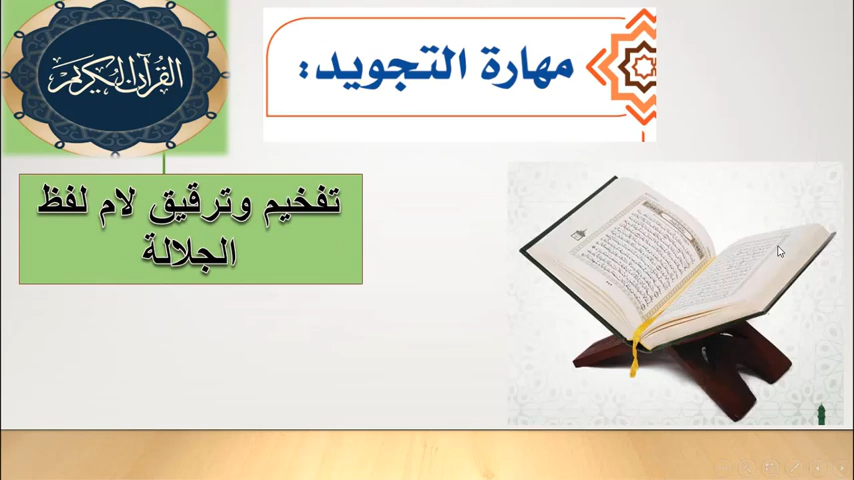 القرآن الكريم
مهارة التجويد:
تفخيم وترقيق لام لفظ
الجلالة